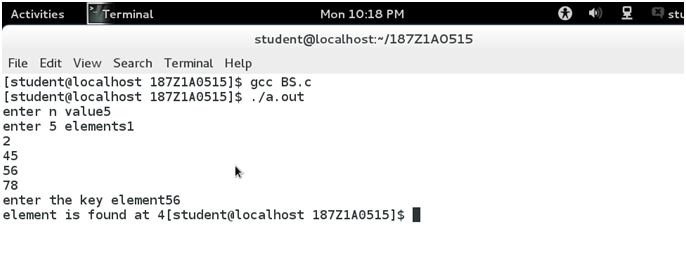 Activities Terminal Mon 10:18 PM stu
student@localhost:~/187Z1A0515
File Edit View Search Terminal Help
[student@localhost 187Z1A0515]$ gcc BS.c
[student@localhost 187Z1A0515]$ ./a.out
enter n value5
enter 5 elements1
2
45
56
78
enter the key element56
element is found at 4[student@localhost 187Z1A0515]$